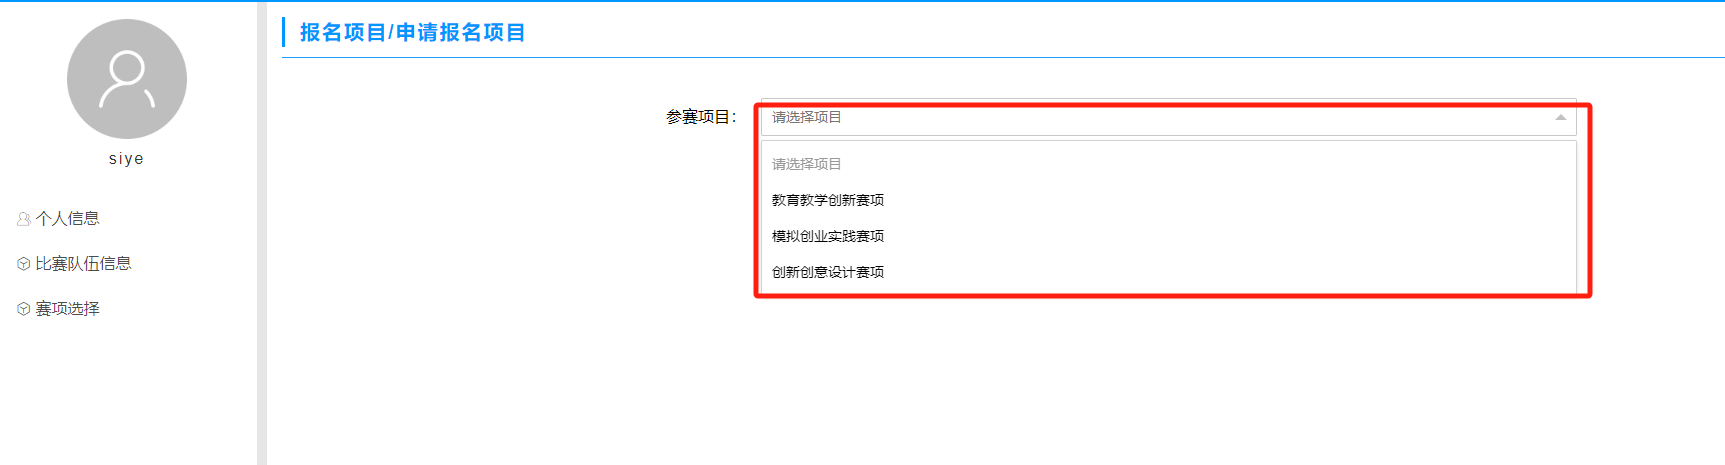 报名项目/申请报名项目
siye
个人信息
比赛队伍信息
赛项选择
参赛项目：
请选择项目
请选择项目
教育教学创新赛项
模拟创业实践赛项
创新创意设计赛项